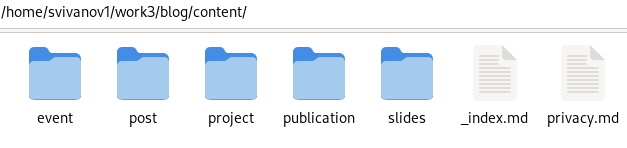 /home/svivanov1/work3/blog/content/
event post project publication slides _index.md privacy.md